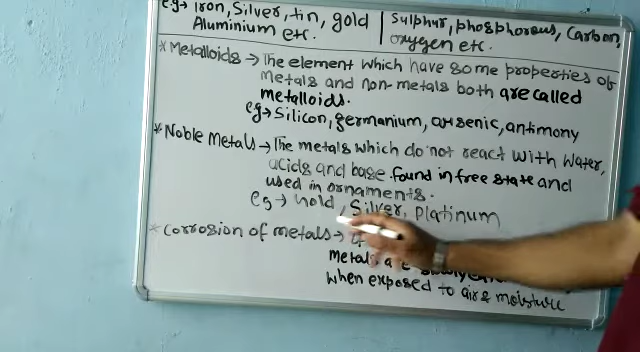 eg→ Iron, Silver, tin, gold
Aluminium etc.
Sulphur, phosphorous, Carbon,
oxygen etc.
* Metalloids → The element which have some properties of
metals and non-metals both are called
metalloids.
eg→ Silicon, germanium, arsenic, antimony
* Noble Metals → The metals which do not react with water,
acids and base found in free state and
used in ornaments.
eg→ Gold, Silver, Platinum
* Corrosion of metals →
Metals are
when exposed to air & moisture